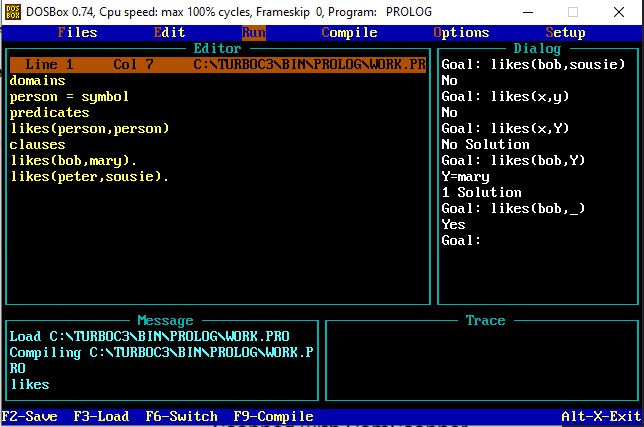 DOSBox 0.74, Cpu speed: max 100% cycles, Frameskip 0, Program: PROLOG
DOS
BOX
Files Edit Run Compile Options Setup
Editor
Line 1 Col 7 C:\TURBOC3\BIN\PROLOG\WORK.PR
domains
person = symbol
predicates
likes(person,person)
clauses
likes(bob,mary).
likes(peter,sousie).
Dialog
Goal: likes(bob,sousie)
No
Goal: likes(x,y)
No
Goal: likes(x,Y)
No Solution
Goal: likes(bob,Y)
Y=mary
1 Solution
Goal: likes(bob,_)
Yes
Goal:
Message
Load C:\TURBOC3\BIN\PROLOG\WORK.PRO
Compiling C:\TURBOC3\BIN\PROLOG\WORK.P
RO
likes
Trace
F2-Save F3-Load F6-Switch F9-Compile Alt-X-Exit